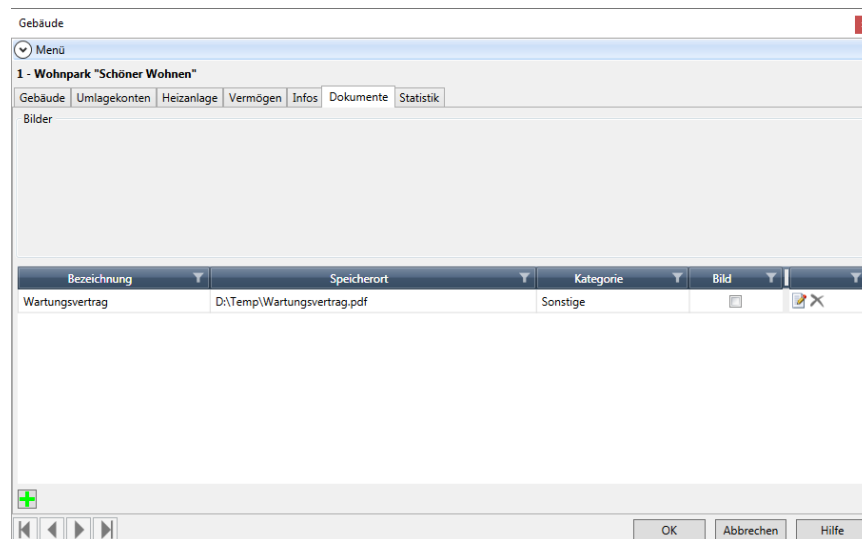 Gebäude
Menü
1 - Wohnpark "Schöner Wohnen"
Gebäude Umlagekonten Heizanlage Vermögen Infos Dokumente Statistik
Bilder
Bezeichnung Speicherort Kategorie Bild
Wartungsvertrag D:\Temp\Wartungsvertrag.pdf Sonstige
OK Abbrechen Hilfe